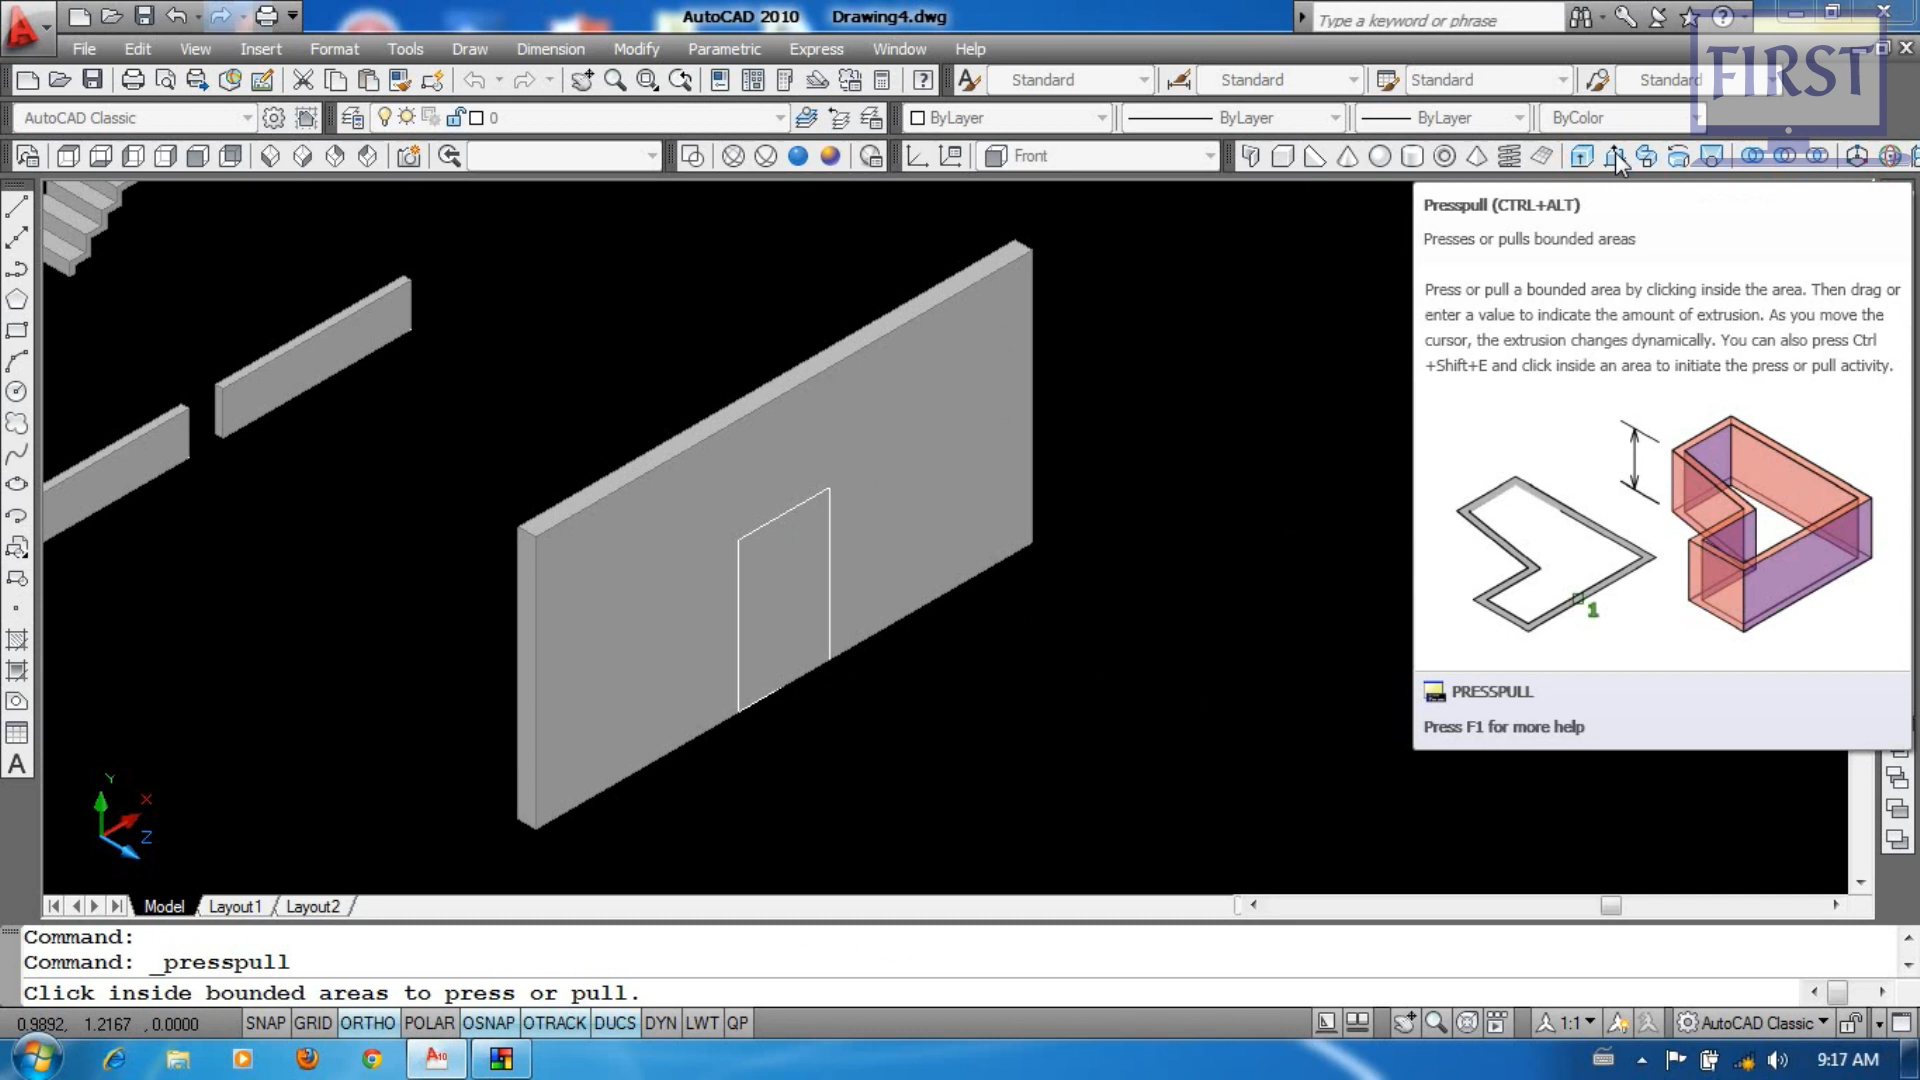 AutoCAD 2010 Drawing4.dwg
Type a keyword or phrase
File Edit View Insert Format Tools Draw Dimension Modify Parametric Express Window Help
FIRST
Standard Standard Standard Standard
AutoCAD Classic 0 ByLayer ByLayer ByLayer ByColor
Front
Presspull (CTRL+ALT)
Presses or pulls bounded areas
Press or pull a bounded area by clicking inside the area. Then drag or
enter a value to indicate the amount of extrusion. As you move the
cursor, the extrusion changes dynamically. You can also press Ctrl
+Shift+E and click inside an area to initiate the press or pull activity.
1
PRESSPULL
Press F1 for more help
A
Y
X
Z
Model Layout1 Layout2
Command:
Command: _presspull
Click inside bounded areas to press or pull.
0.9892, 1.2167 , 0.0000 SNAP GRID ORTHO POLAR OSNAP OTRACK DUCS DYN LWT QP 1:1 AutoCAD Classic
9:17 AM